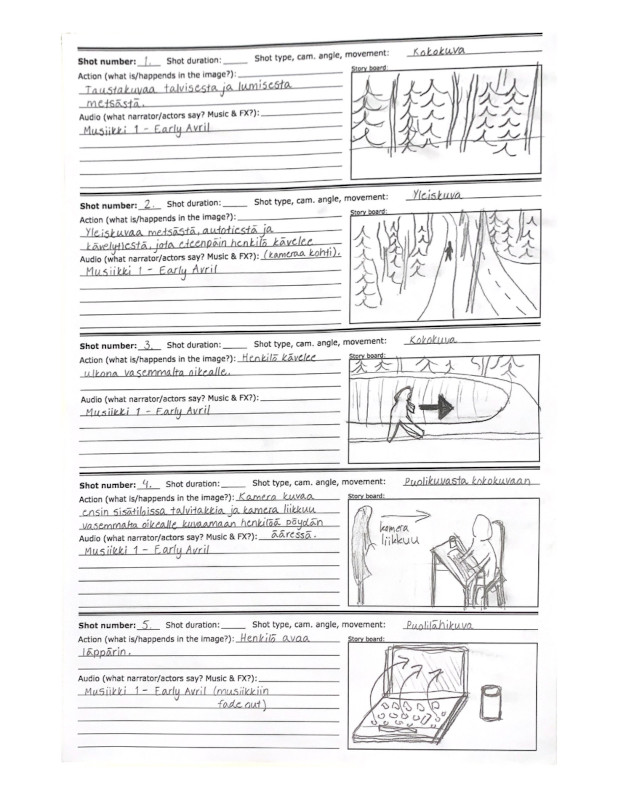 Shot number: 1. Shot duration: Shot type, cam. angle, movement: Kokokuva
Action (what is/happends in the image?): Story board:
Taustakuvaa talvisesta ja lumisesta
metsästä.
Audio (what narrator/actors say? Music & FX?):
Musiikki 1 - Early Avril
Shot number: 2. Shot duration: Shot type, cam. angle, movement: Yleiskuva
Action (what is/happends in the image?): Story board:
Yleiskuvaa metsästä, autotiestä ja
kävelytiestä, jota eteenpäin henkilö kävelee
Audio (what narrator/actors say? Music & FX?): (kameraa kohti).
Musiikki 1 - Early Avril
Shot number: 3. Shot duration: Shot type, cam. angle, movement: Kokokuva
Action (what is/happends in the image?): Henkilö kävelee Story board:
ulkona vasemmalta oikealle.
Audio (what narrator/actors say? Music & FX?):
Musiikki 1 - Early Avril
Shot number: 4. Shot duration: Shot type, cam. angle, movement: Puolikuvasta kokokuvaan
Action (what is/happends in the image?): Kamera kuvaa Story board:
ensin sisätiloissa talvitakkia ja kamera liikkuu
vasemmalta oikealle kuvaamaan henkilöä pöydän
Audio (what narrator/actors say? Music & FX?): ääressä.
Musiikki 1 - Early Avril
kamera
liikkuu
Shot number: 5. Shot duration: Shot type, cam. angle, movement: Puolilähikuva
Action (what is/happends in the image?): Henkilö avaa Story board:
läppärin.
Audio (what narrator/actors say? Music & FX?):
Musiikki 1 - Early Avril (musiikkiin
fade out)